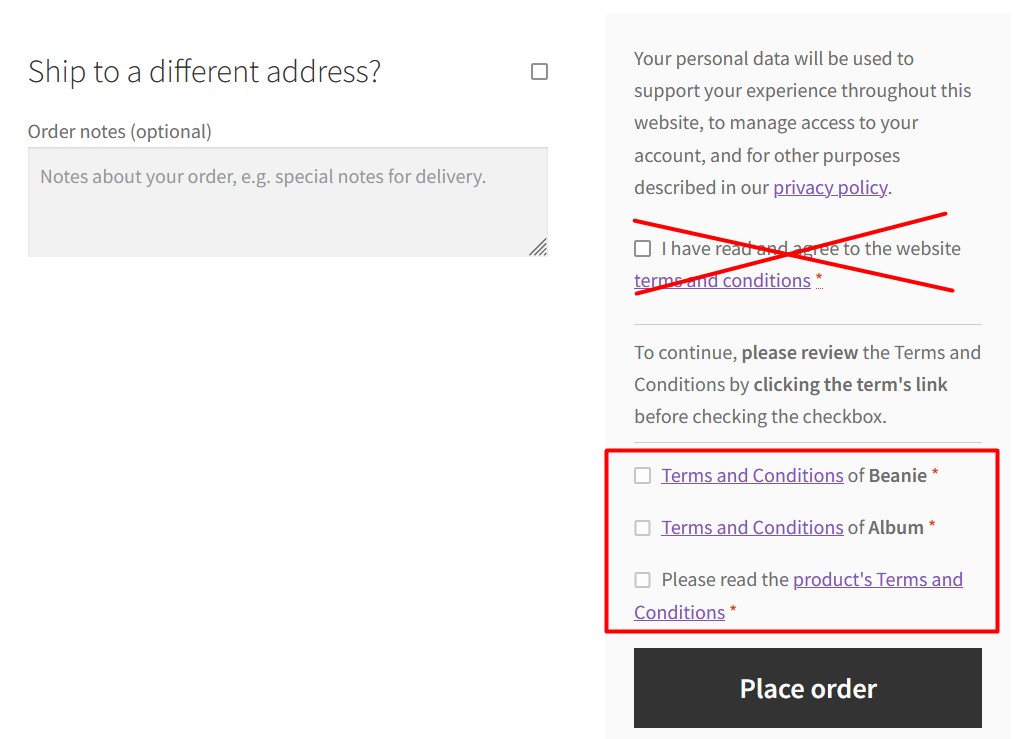 Ship to a different address?
Order notes (optional)
Notes about your order, e.g. special notes for delivery.
Your personal data will be used to
support your experience throughout this
website, to manage access to your
account, and for other purposes
described in our privacy policy.
I have read and agree to the website
terms and conditions *
To continue, please review the Terms and
Conditions by clicking the term's link
before checking the checkbox.
Terms and Conditions of Beanie *
Terms and Conditions of Album *
Please read the product's Terms and
Conditions *
Place order